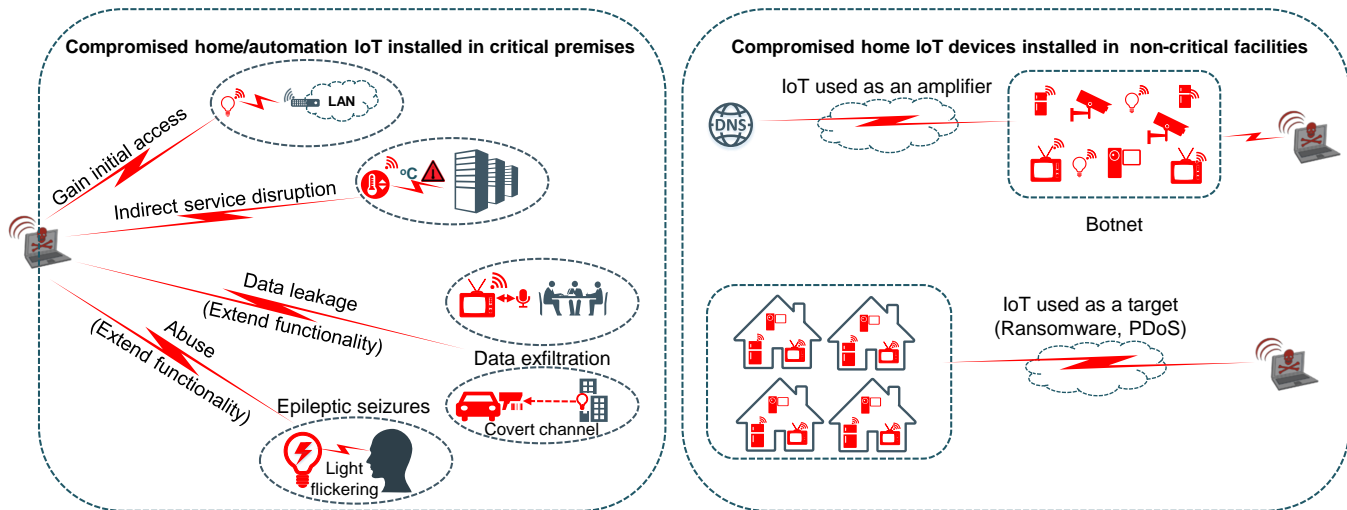 Compromised home/automation IoT installed in critical premises
LAN
Gain initial access
Indirect service disruption
ºC
Data leakage
(Extend functionality)
Abuse
(Extend functionality)
Data exfiltration
Covert channel
Epileptic seizures
Light
flickering
Compromised home IoT devices installed in non-critical facilities
IoT used as an amplifier
DNS
Botnet
IoT used as a target
(Ransomware, PDoS)